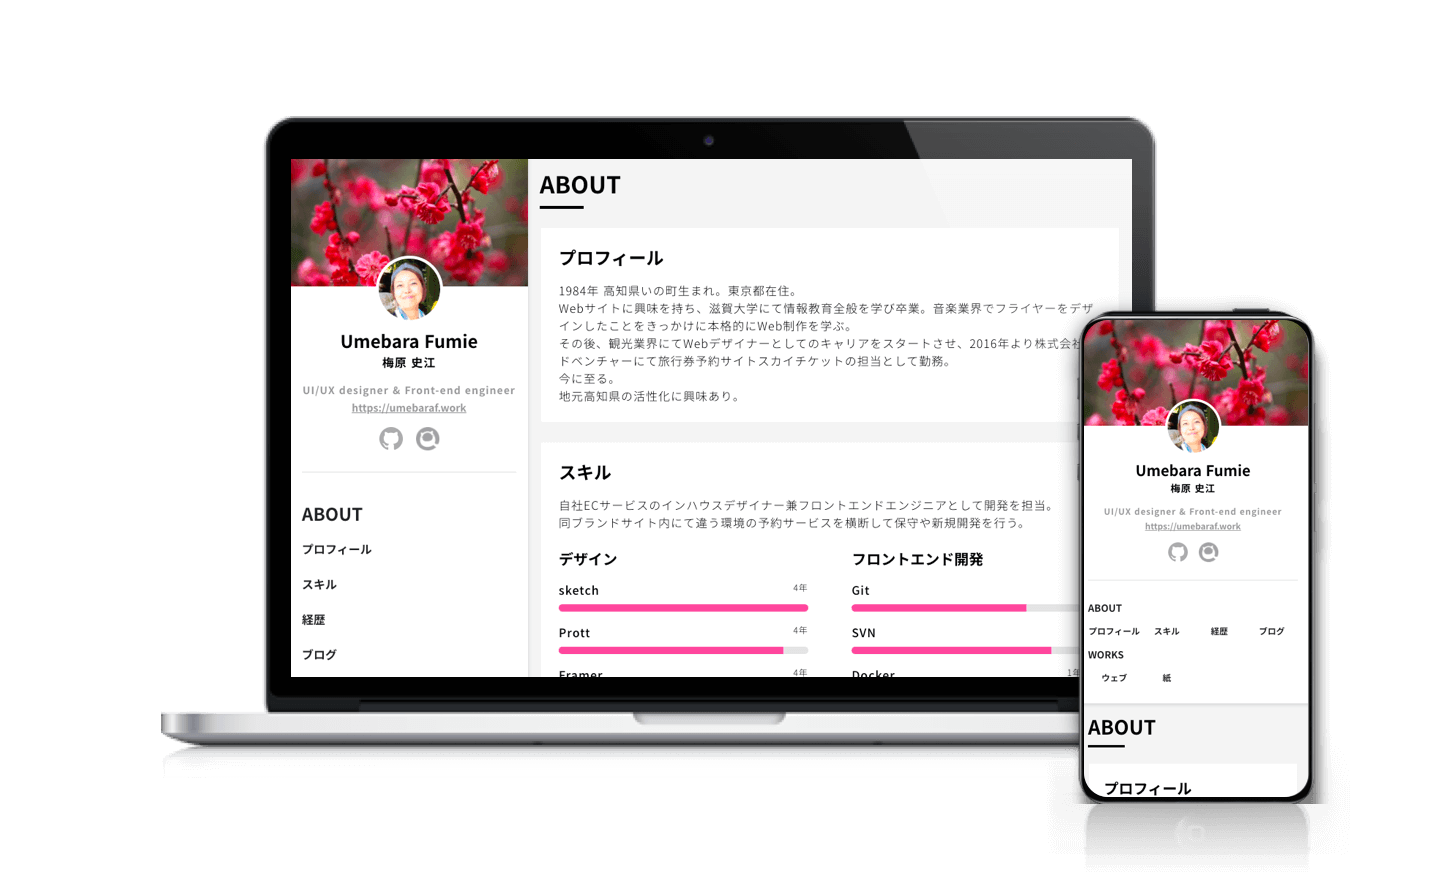 Umebara Fumie
梅原 史江
UI/UX designer & Front-end engineer
https://umebaraf.work
ABOUT
プロフィール
スキル
経歴
ブログ
ABOUT
プロフィール
1984年 高知県いの町生まれ。東京都在住。
Webサイトに興味を持ち、滋賀大学にて情報教育全般を学び卒業。音楽業界でフライヤーをデザ
インしたことをきっかけに本格的にWeb制作を学ぶ。
その後、観光業界にてWebデザイナーとしてのキャリアをスタートさせ、2016年より株式会
ドベンチャーにて旅行券予約サイトスカイチケットの担当として勤務。
今に至る。
地元高知県の活性化に興味あり。
スキル
自社ECサービスのインハウスデザイナー兼フロントエンドエンジニアとして開発を担当。
同ブランドサイト内にて違う環境の予約サービスを横断して保守や新規開発を行う。
デザイン
sketch 4年
Prott 4年
Framer 4年
フロントエンド開発
Git
SVN
Docker 1年
Umebara Fumie
梅原 史江
UI/UX designer & Front-end engineer
https://umebaraf.work
ABOUT
プロフィール スキル 経歴 ブログ
WORKS
ウェブ 紙
ABOUT
プロフィール